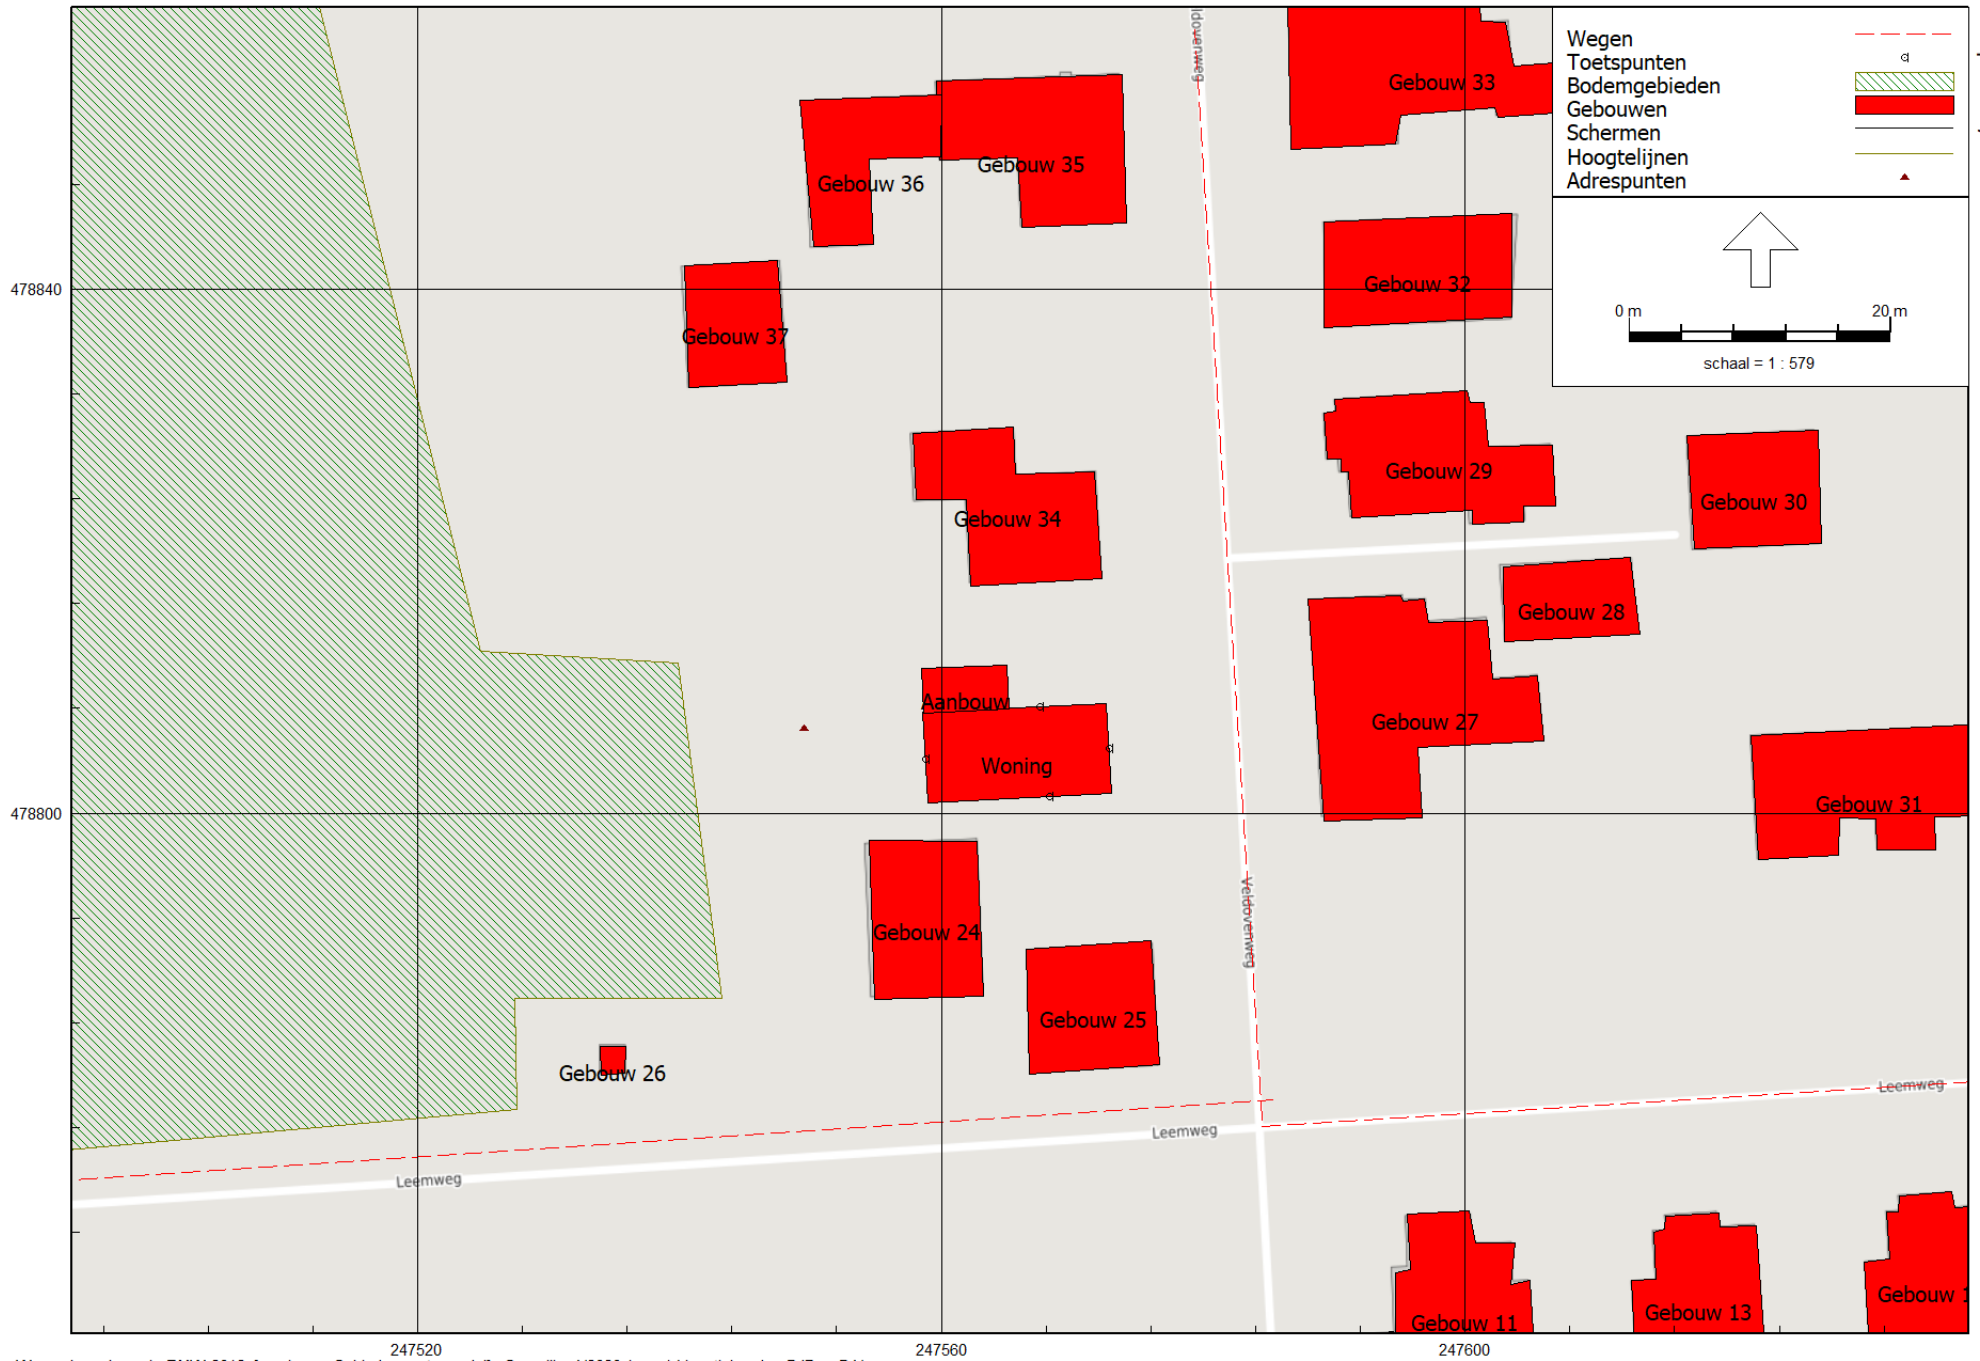 ldovenweg
Wegen
Toetspunten
Bodemgebieden
Gebouwen
Schermen
Hoogtelijnen
Adrespunten
0 m 20 m
schaal = 1 : 579
Gebouw 33
Gebouw 35
Gebouw 36
478840
Gebouw 32
Gebouw 37
Gebouw 29
Gebouw 30
Gebouw 34
Gebouw 28
Aanbouw
Gebouw 27
Woning
Gebouw 31
478800
Veldovenweg
Gebouw 24
Gebouw 25
Gebouw 26
Leemweg
Leemweg
Leemweg
Gebouw 11
Gebouw 13
Gebouw
247520 247560 247600